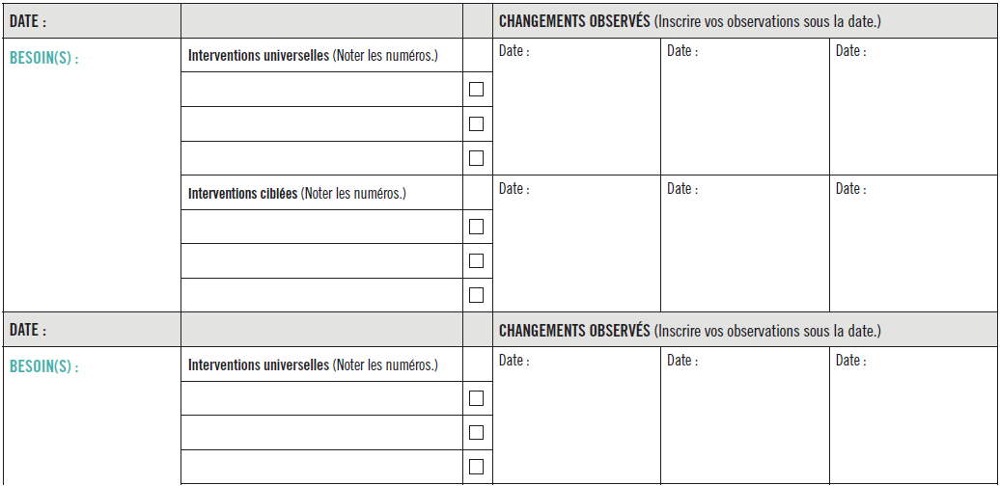 DATE :
CHANGEMENTS OBSERVÉS (Inscrire vos observations sous la date.)
BESOIN(S) :
Interventions universelles (Noter les numéros.)
Date :
Date :
Date :
Interventions ciblées (Noter les numéros.)
Date :
Date :
Date :
DATE :
CHANGEMENTS OBSERVÉS (Inscrire vos observations sous la date.)
BESOIN(S) :
Interventions universelles (Noter les numéros.)
Date :
Date :
Date :